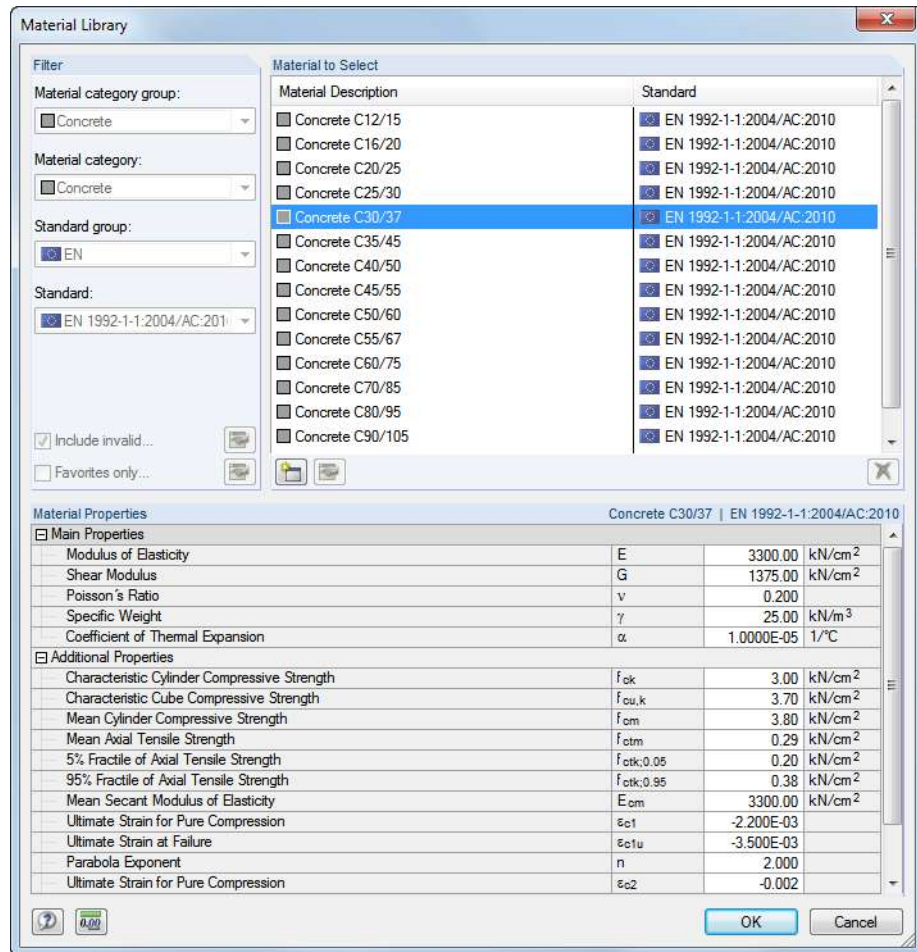 Material Library
Filter
Material category group:
Concrete
Material category:
Concrete
Standard group:
EN
Standard:
EN 1992-1-1:2004/AC:201
Include invalid...
Favorites only...
Material to Select
Material Description Standard
Concrete C12/15 EN 1992-1-1:2004/AC:2010
Concrete C16/20 EN 1992-1-1:2004/AC:2010
Concrete C20/25 EN 1992-1-1:2004/AC:2010
Concrete C25/30 EN 1992-1-1:2004/AC:2010
Concrete C30/37 EN 1992-1-1:2004/AC:2010
Concrete C35/45 EN 1992-1-1:2004/AC:2010
Concrete C40/50 EN 1992-1-1:2004/AC:2010
Concrete C45/55 EN 1992-1-1:2004/AC:2010
Concrete C50/60 EN 1992-1-1:2004/AC:2010
Concrete C55/67 EN 1992-1-1:2004/AC:2010
Concrete C60/75 EN 1992-1-1:2004/AC:2010
Concrete C70/85 EN 1992-1-1:2004/AC:2010
Concrete C80/95 EN 1992-1-1:2004/AC:2010
Concrete C90/105 EN 1992-1-1:2004/AC:2010
Material Properties Concrete C30/37 | EN 1992-1-1:2004/AC:2010
Main Properties
Modulus of Elasticity E 3300.00 kN/cm2
Shear Modulus G 1375.00 kN/cm2
Poisson´s Ratio ν 0.200
Specific Weight γ 25.00 kN/m3
Coefficient of Thermal Expansion α 1.0000E-05 1/°C
Additional Properties
Characteristic Cylinder Compressive Strength fck 3.00 kN/cm2
Characteristic Cube Compressive Strength fcu,k 3.70 kN/cm2
Mean Cylinder Compressive Strength fcm 3.80 kN/cm2
Mean Axial Tensile Strength fctm 0.29 kN/cm2
5% Fractile of Axial Tensile Strength fctk;0.05 0.20 kN/cm2
95% Fractile of Axial Tensile Strength fctk;0.95 0.38 kN/cm2
Mean Secant Modulus of Elasticity Ecm 3300.00 kN/cm2
Ultimate Strain for Pure Compression εc1 -2.200E-03
Ultimate Strain at Failure εc1u -3.500E-03
Parabola Exponent n 2.000
Ultimate Strain for Pure Compression εc2 -0.002
0.00
OK Cancel